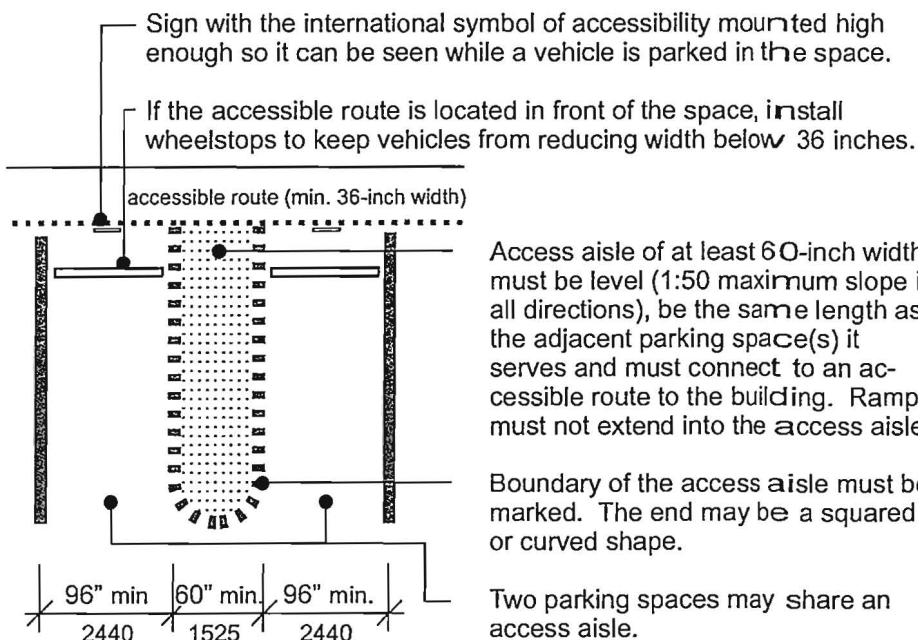 Sign with the international symbol of accessibility mounted high
enough so it can be seen while a vehicle is parked in the space.
If the accessible route is located in front of the space, install
wheelstops to keep vehicles from reducing width below 36 inches.
accessible route (min. 36-inch width)
Access aisle of at least 60-inch width
must be level (1:50 maximum slope i
all directions), be the same length as
the adjacent parking space(s) it
serves and must connect to an ac-
cessible route to the building. Ramp
must not extend into the access aisle
Boundary of the access aisle must be
marked. The end may be a squared
or curved shape.
Two parking spaces may share an
access aisle.
96" min 60" min. 96" min.
2440 1525 2440